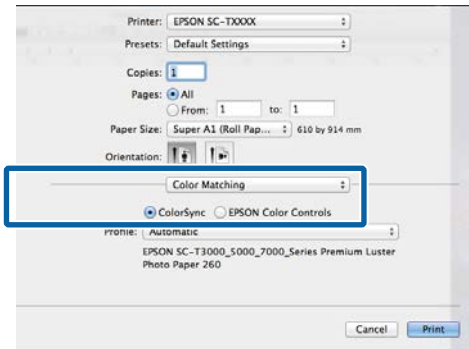 Printer: EPSON SC-TXXXX
Presets: Default Settings
Copies: 1
Pages: All
From: 1 to: 1
Paper Size: Super A1 (Roll Pap... 610 by 914 mm
Orientation:
Color Matching
ColorSync EPSON Color Controls
Profile: Automatic
EPSON SC-T3000_5000_7000_Series Premium Luster
Photo Paper 260
Cancel Print